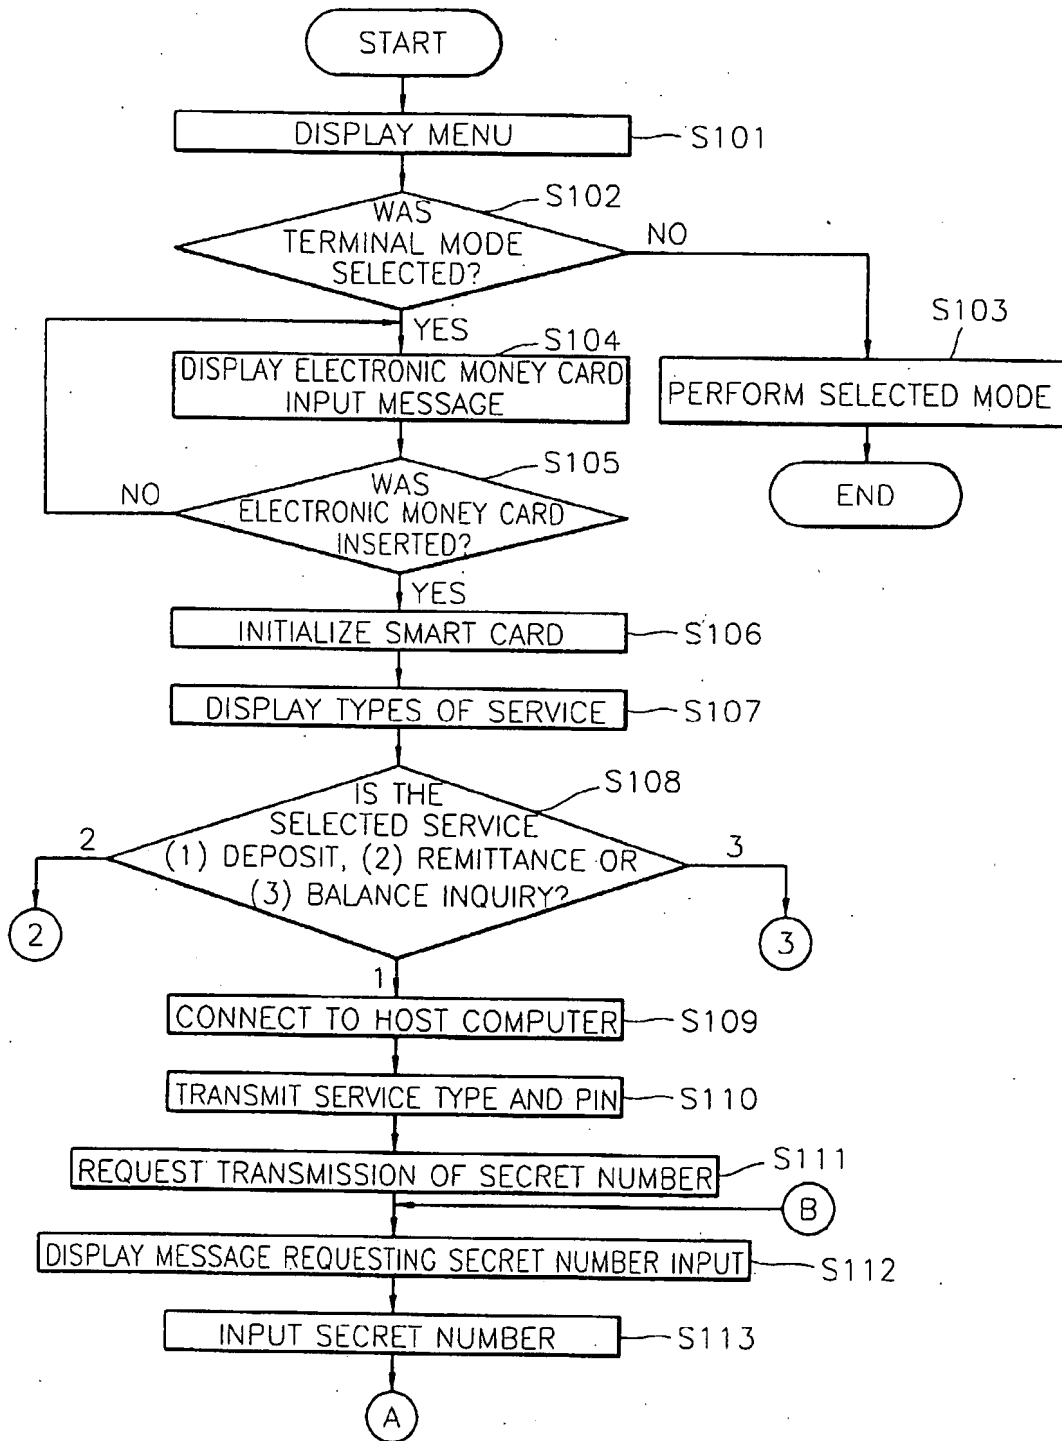 START
DISPLAY MENU
S101
S102
WAS
TERMINAL MODE
SELECTED?
NO
YES
S103
S104
DISPLAY ELECTRONIC MONEY CARD
INPUT MESSAGE
PERFORM SELECTED MODE
S105
WAS
ELECTRONIC MONEY CARD
INSERTED?
NO
END
YES
INITIALIZE SMART CARD
S106
DISPLAY TYPES OF SERVICE
S107
S108
IS THE
SELECTED SERVICE
(1) DEPOSIT, (2) REMITTANCE OR
(3) BALANCE INQUIRY?
2
3
2
3
1
CONNECT TO HOST COMPUTER
S109
TRANSMIT SERVICE TYPE AND PIN
S110
REQUEST TRANSMISSION OF SECRET NUMBER
S111
B
DISPLAY MESSAGE REQUESTING SECRET NUMBER INPUT
S112
INPUT SECRET NUMBER
S113
A